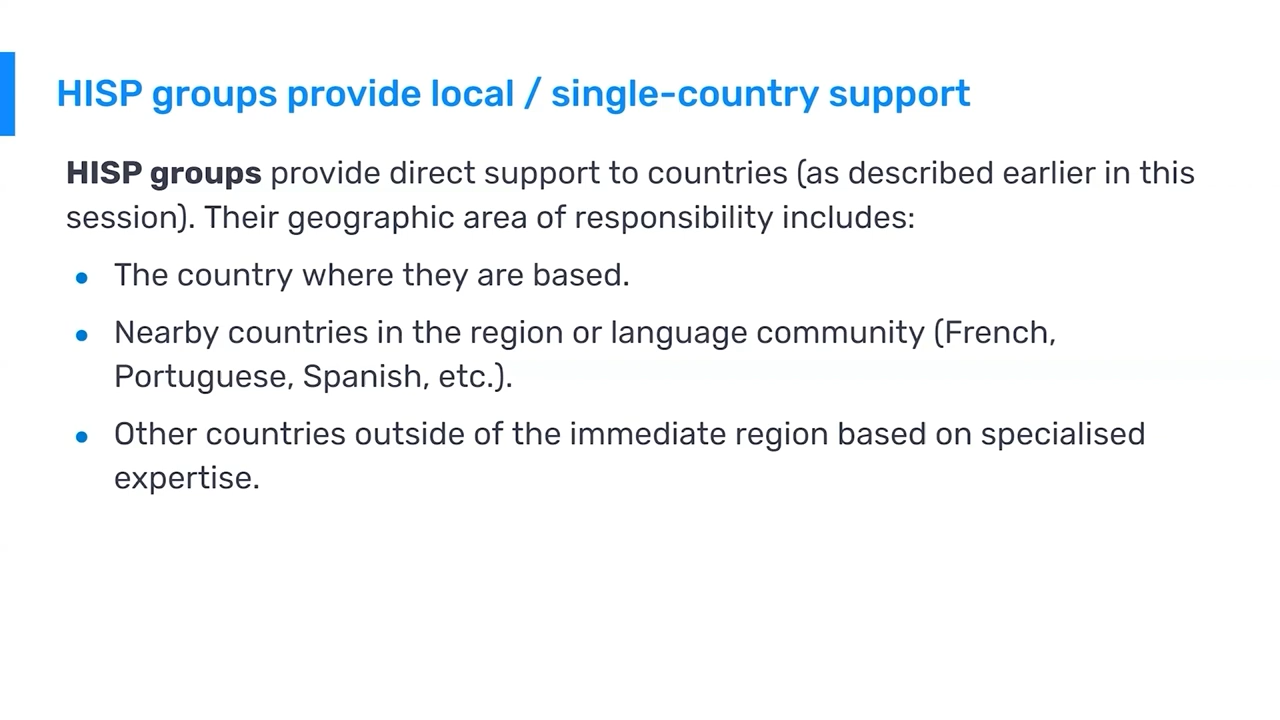 HISP groups provide local / single-country support
HISP groups provide direct support to countries (as described earlier in this
session). Their geographic area of responsibility includes:
• The country where they are based.
• Nearby countries in the region or language community (French,
Portuguese, Spanish, etc.).
• Other countries outside of the immediate region based on specialised
expertise.